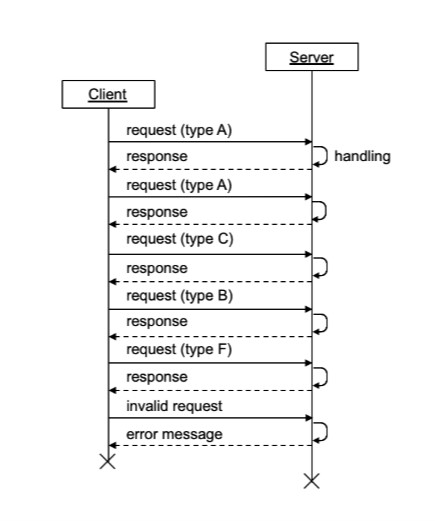 Server
Client
request (type A)
response
handling
request (type A)
response
request (type C)
response
request (type B)
response
request (type F)
response
invalid request
error message